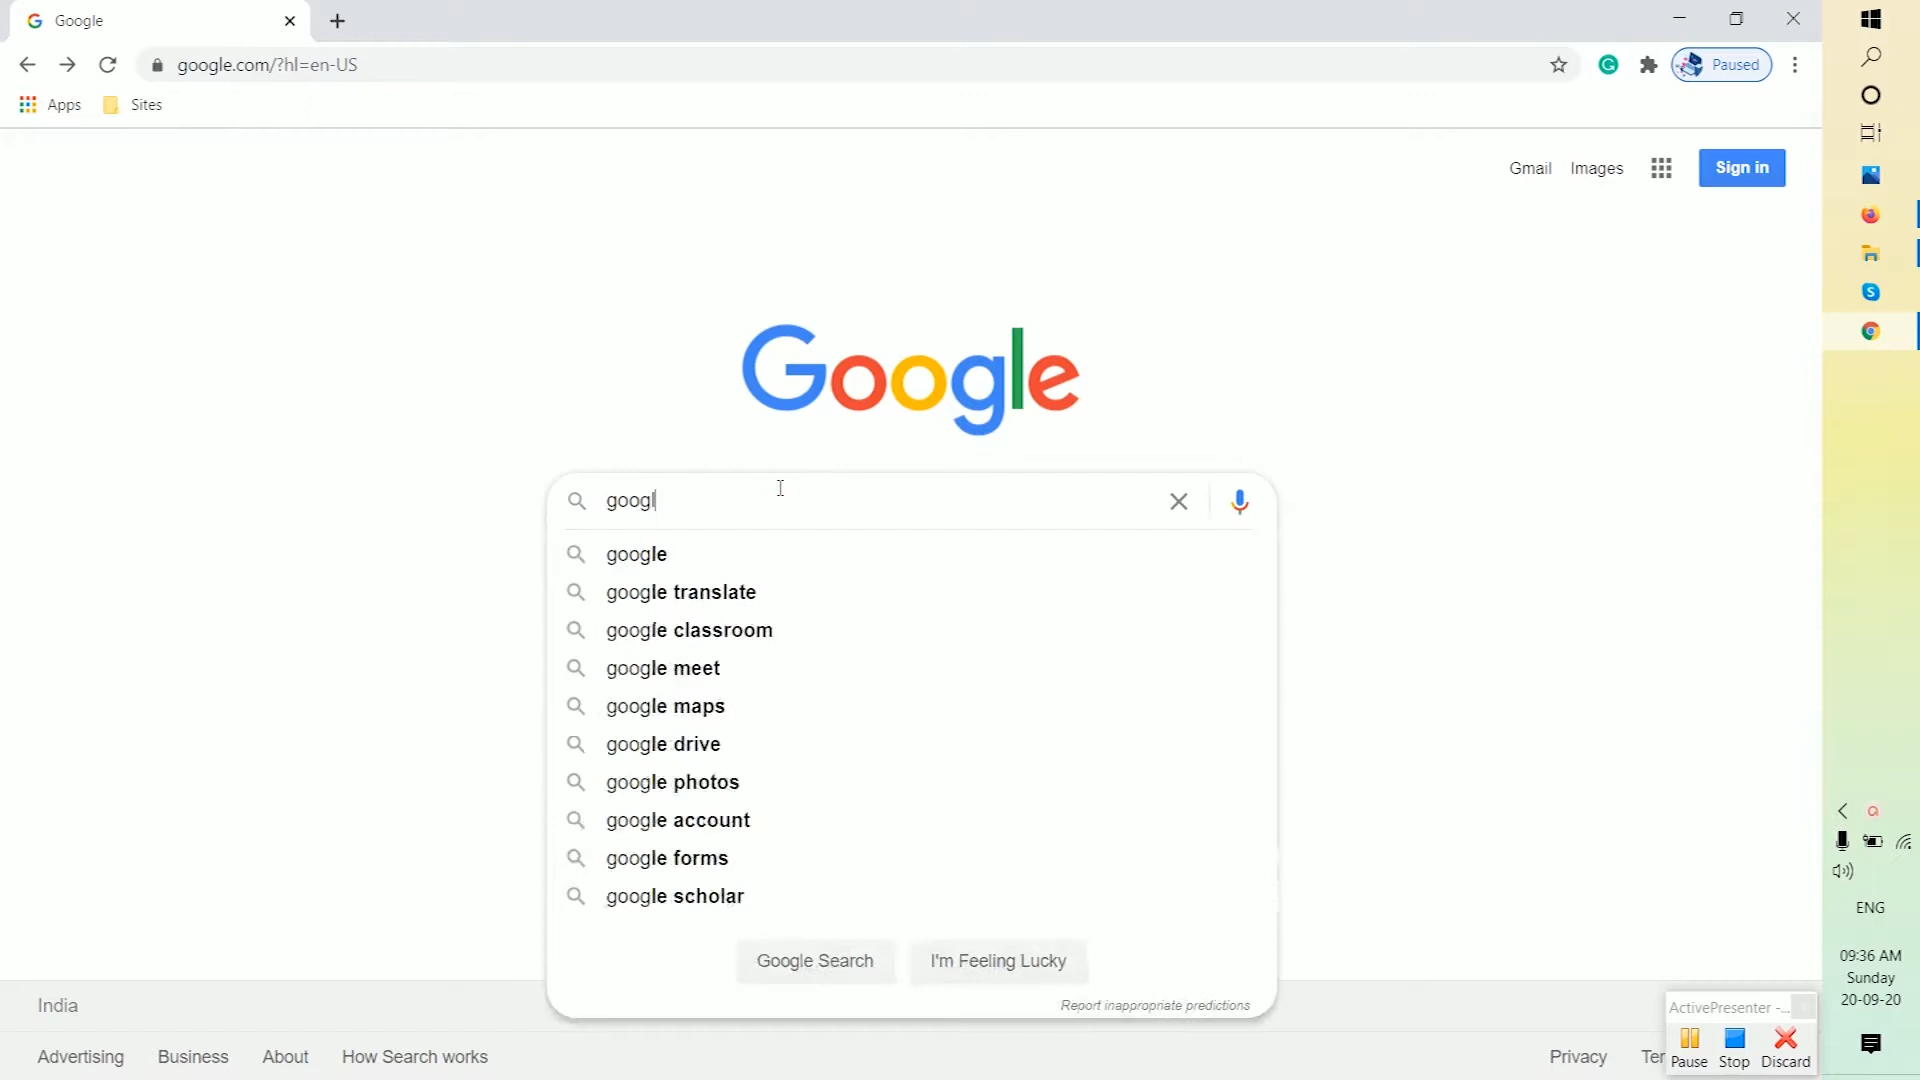 Google
google.com/?hl=en-US
Paused
Apps
Sites
Gmail
Images
Sign in
Google
googl
google
google translate
google classroom
google meet
google maps
google drive
google photos
google account
google forms
google scholar
Google Search
I'm Feeling Lucky
Report inappropriate predictions
India
Advertising
Business
About
How Search works
Privacy
Ter
ActivePresenter -...
Pause
Stop
Discard
ENG
09:36 AM
Sunday
20-09-20